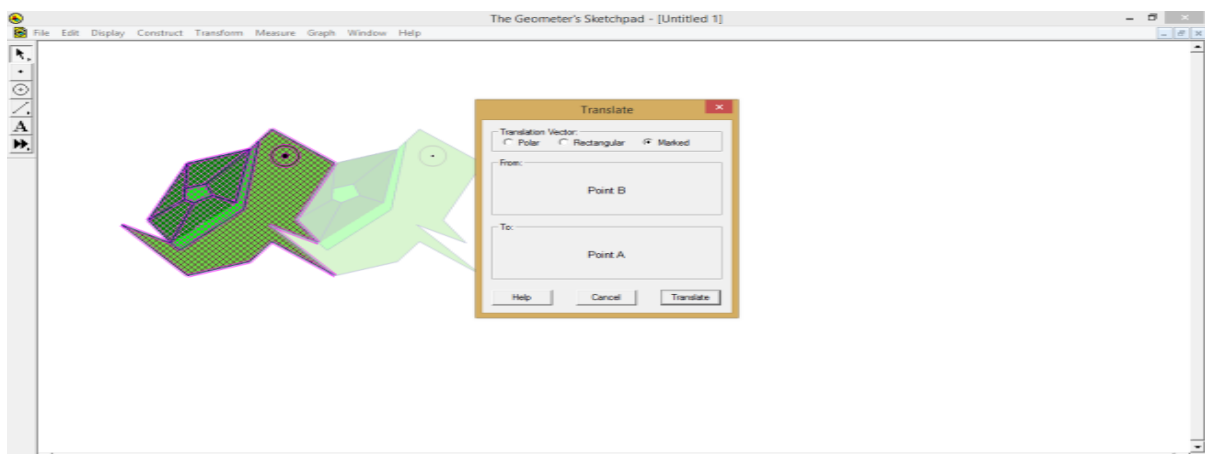 The Geometer's Sketchpad - [Untitled 1]
File Edit Display Construct Transform Measure Graph Window Help
A
Translate
Translation Vector:
Polar Rectangular Marked
From:
Point B
To:
Point A
Help Cancel Translate